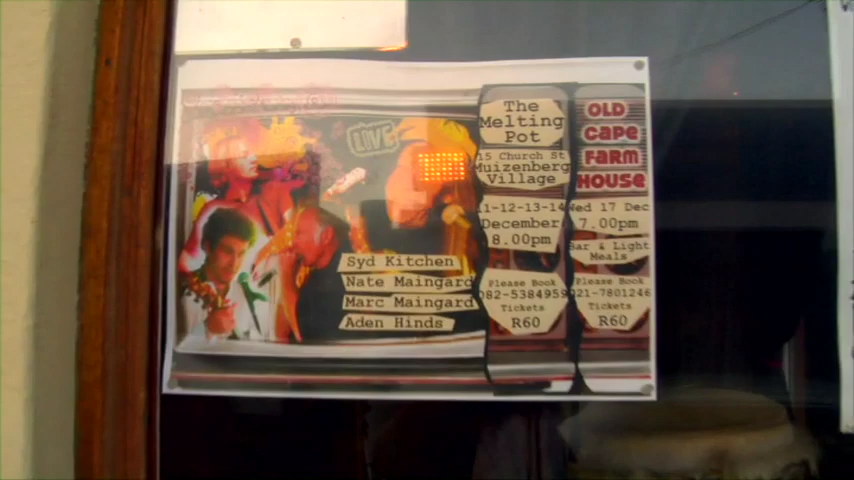 LOVE
Syd Kitchen
Nate Maingard
Marc Maingard
Aden Hinds
The
Melting
Pot
15 Church St
Muizenberg
Village
11-12-13-14
December
8.00pm
Please Book
082-5384959
Tickets
R60
OLD
CAPE
FARM
HOUSE
Wed 17 Dec
7.00pm
Bar & Light
Meals
Please Book
021-7801246
Tickets
R60